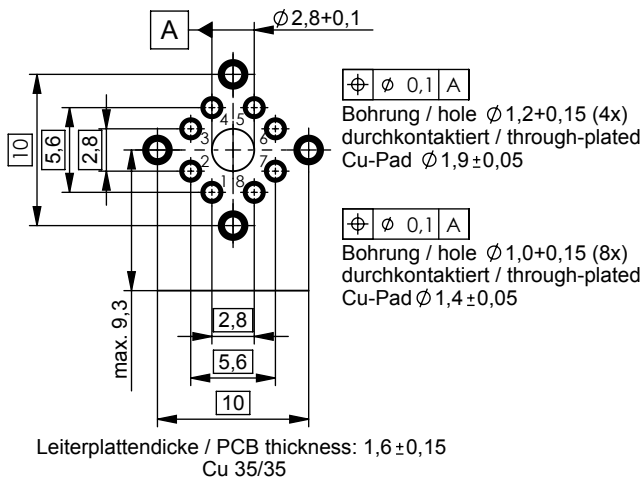 A
Ø2,8+0,1
⌖ Ø 0,1 A
Bohrung / hole Ø1,2+0,15 (4x)
durchkontaktiert / through-plated
Cu-Pad Ø1,9±0,05
10
5,6
2,8
4 5
3 6
2 7
1 8
⌖ Ø 0,1 A
Bohrung / hole Ø1,0+0,15 (8x)
durchkontaktiert / through-plated
Cu-Pad Ø1,4±0,05
max. 9,3
2,8
5,6
10
Leiterplattendicke / PCB thickness: 1,6±0,15
Cu 35/35